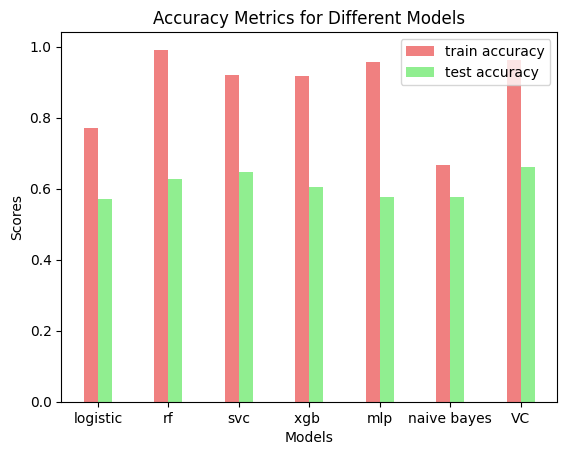 Accuracy Metrics for Different Models
train accuracy
test accuracy
Scores
1.0
0.8
0.6
0.4
0.2
0.0
logistic rf svc xgb mlp naive bayes VC
Models